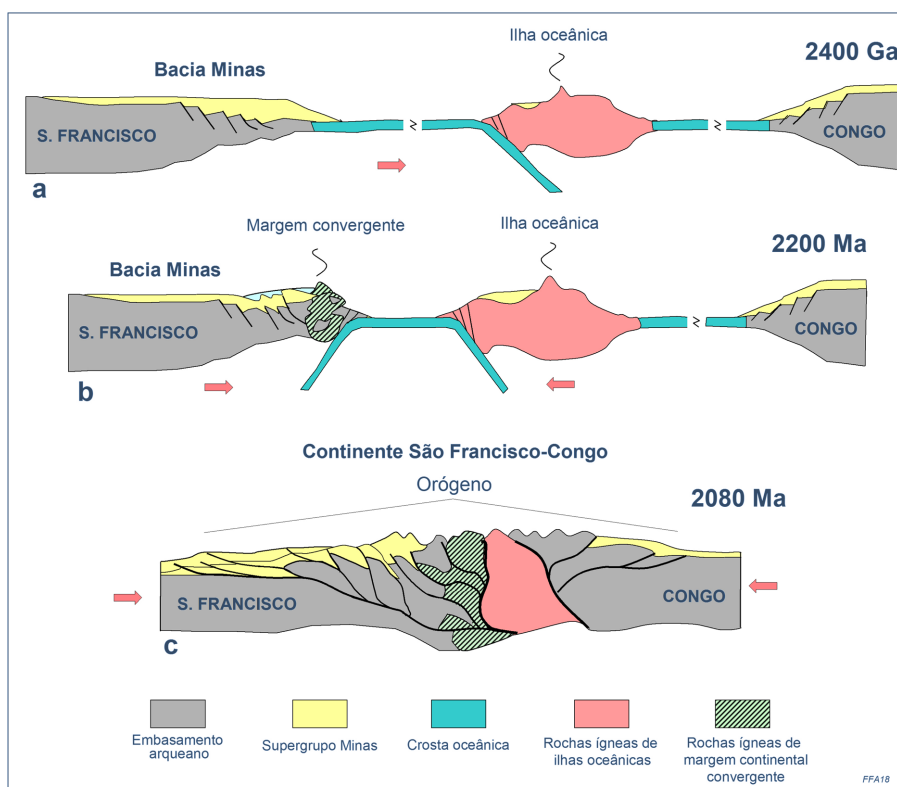 Ilha oceânica
2400 Ga
Bacia Minas
S. FRANCISCO
CONGO
a
Margem convergente
Ilha oceânica
2200 Ma
Bacia Minas
S. FRANCISCO
CONGO
b
Continente São Francisco-Congo
Orógeno
2080 Ma
S. FRANCISCO
CONGO
c
Embasamento
arqueano
Supergrupo Minas
Crosta oceânica
Rochas ígneas de
ilhas oceânicas
Rochas ígneas de
margem continental
convergente
FFA18